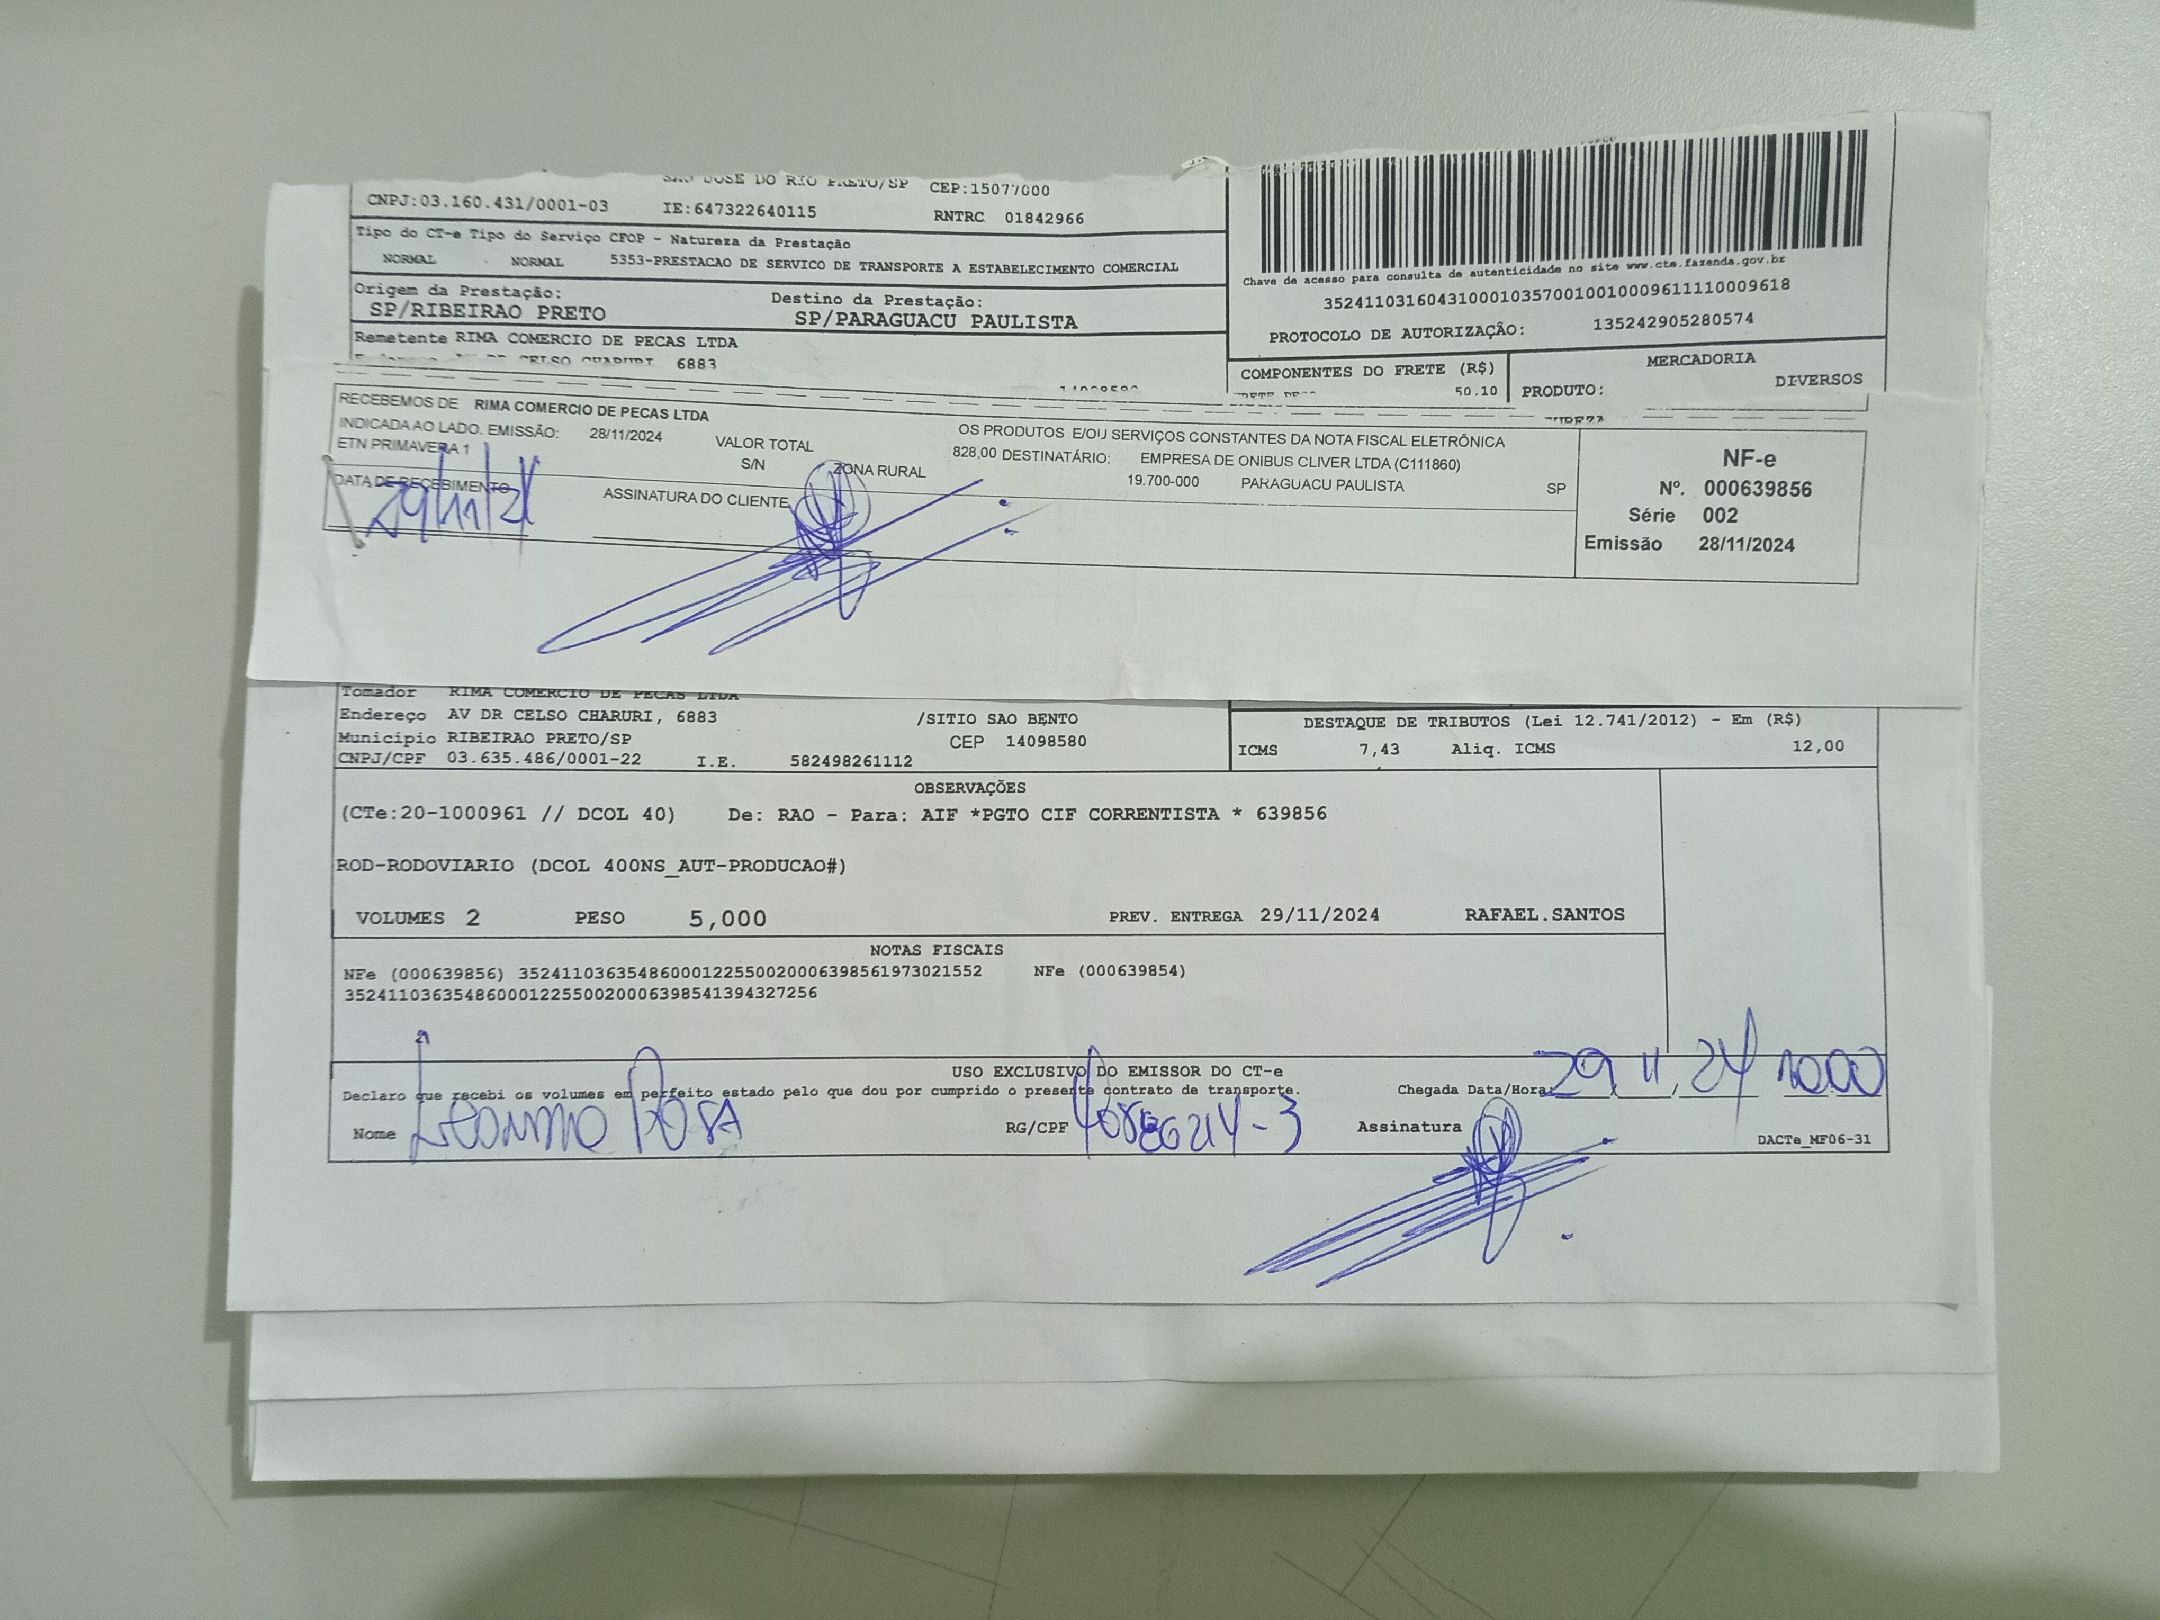 SAO JOSE DO RIO PRETO/SP CEP:15077000
CNPJ:03.160.431/0001-03 IE:647322640115 RNTRC 01842966
Tipo do CT-e Tipo do Serviço CFOP - Natureza da Prestação
NORMAL NORMAL 5353-PRESTACAO DE SERVICO DE TRANSPORTE A ESTABELECIMENTO COMERCIAL
Origem da Prestação: Destino da Prestação:
SP/RIBEIRAO PRETO SP/PARAGUACU PAULISTA
Remetente RIMA COMERCIO DE PECAS LTDA
DR CELSO CHARURI, 6883
14098580
Chave de acesso para consulta de autenticidade no site www.cte.fazenda.gov.br
35241103160431000103570010010009611110009618
PROTOCOLO DE AUTORIZAÇÃO: 135242905280574
COMPONENTES DO FRETE (R$)
50,10
MERCADORIA
PRODUTO: DIVERSOS
RECEBEMOS DE RIMA COMERCIO DE PECAS LTDA OS PRODUTOS E/OU SERVIÇOS CONSTANTES DA NOTA FISCAL ELETRÔNICA
INDICADA AO LADO. EMISSÃO: 28/11/2024 VALOR TOTAL 828,00 DESTINATÁRIO: EMPRESA DE ONIBUS CLIVER LTDA (C111860)
ETN PRIMAVERA 1 S/N ZONA RURAL 19.700-000 PARAGUACU PAULISTA SP
DATA DE RECEBIMENTO ASSINATURA DO CLIENTE
29/11/24
NF-e
Nº. 000639856
Série 002
Emissão 28/11/2024
Tomador RIMA COMERCIO DE PECAS LTDA
Endereço AV DR CELSO CHARURI, 6883 /SITIO SAO BENTO
Município RIBEIRAO PRETO/SP CEP 14098580
CNPJ/CPF 03.635.486/0001-22 I.E. 582498261112
DESTAQUE DE TRIBUTOS (Lei 12.741/2012) - Em (R$)
ICMS 7,43 Aliq. ICMS 12,00
OBSERVAÇÕES
(CTe:20-1000961 // DCOL 40) De: RAO - Para: AIF *PGTO CIF CORRENTISTA * 639856
ROD-RODOVIARIO (DCOL 400NS_AUT-PRODUCAO#)
VOLUMES 2 PESO 5,000 PREV. ENTREGA 29/11/2024 RAFAEL.SANTOS
NOTAS FISCAIS
NFe (000639856) 35241103635486000122550020006398561973021552 NFe (000639854)
35241103635486000122550020006398541394327256
USO EXCLUSIVO DO EMISSOR DO CT-e
Declaro que recebi os volumes em perfeito estado pelo que dou por cumprido o presente contrato de transporte. Chegada Data/Hora 29 11 24 1000
Nome Rosa RG/CPF Assinatura
DACTe_MF06-31